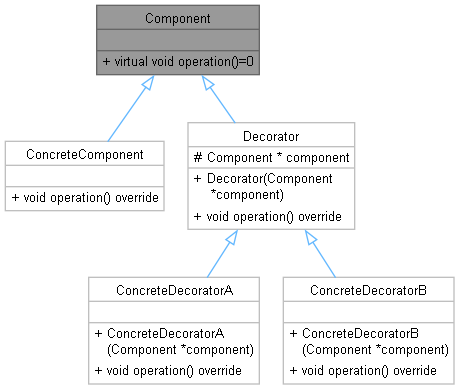 Component
+ virtual void operation()=0
ConcreteComponent
+ void operation() override
Decorator
# Component * component
+ Decorator(Component
*component)
+ void operation() override
ConcreteDecoratorA
+ ConcreteDecoratorA
(Component *component)
+ void operation() override
ConcreteDecoratorB
+ ConcreteDecoratorB
(Component *component)
+ void operation() override